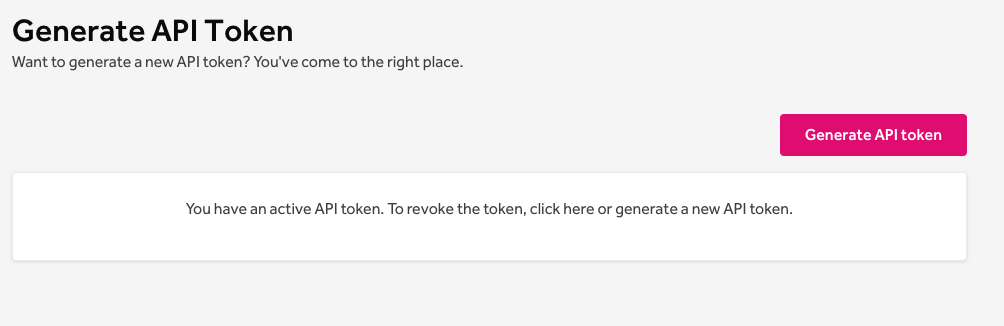 Generate API Token
Want to generate a new API token? You've come to the right place.
Generate API token
You have an active API token. To revoke the token, click here or generate a new API token.